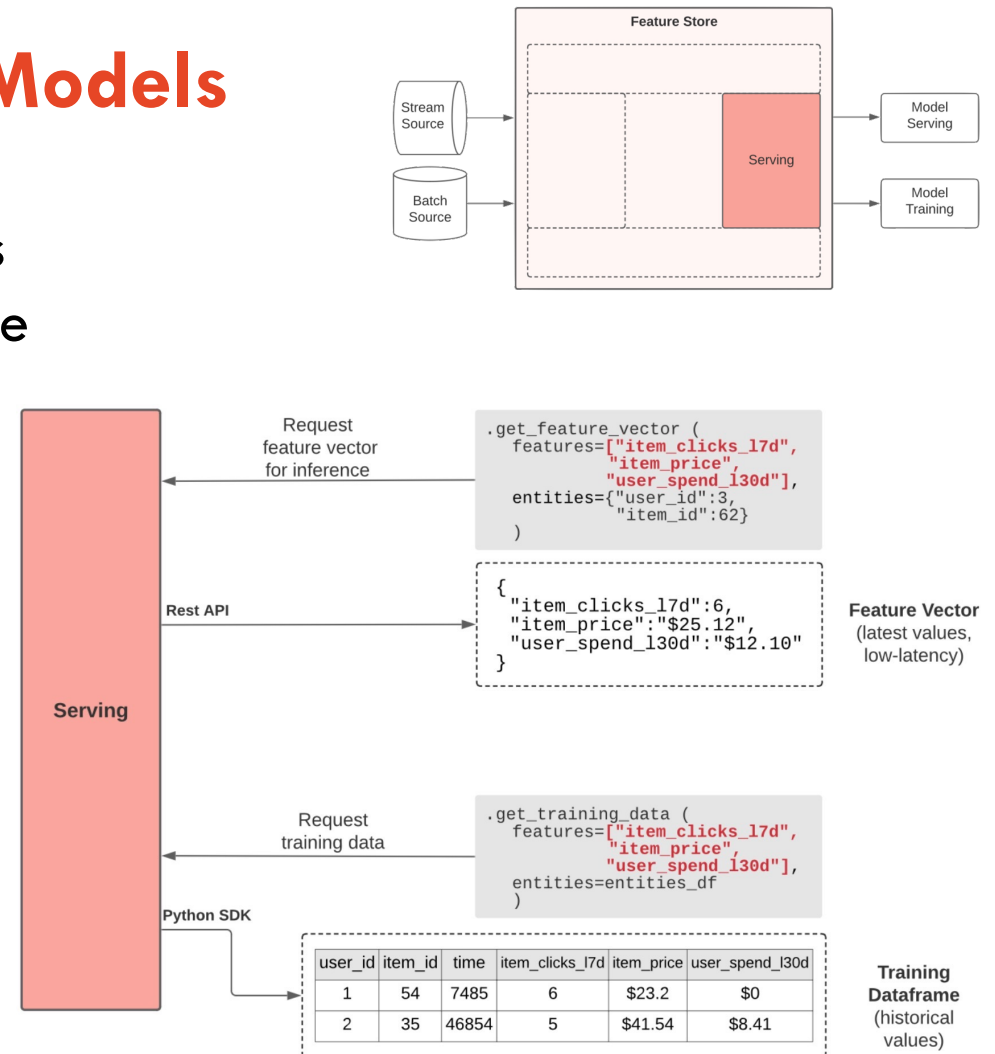 Models
s
e
Feature Store
Stream
Source
Batch
Source
Serving
Model
Serving
Model
Training
Serving
Request
feature vector
for inference
.get_feature_vector (
features=["item_clicks_l7d",
"item_price",
"user_spend_l30d"],
entities={"user_id":3,
"item_id":62}
)
Rest API
{
"item_clicks_l7d":6,
"item_price":"$25.12",
"user_spend_l30d":"$12.10"
}
Feature Vector
(latest values,
low-latency)
Request
training data
.get_training_data (
features=["item_clicks_l7d",
"item_price",
"user_spend_l30d"],
entities=entities_df
)
Python SDK
user_id item_id time item_clicks_l7d item_price user_spend_l30d
1 54 7485 6 $23.2 $0
2 35 46854 5 $41.54 $8.41
Training
Dataframe
(historical
values)